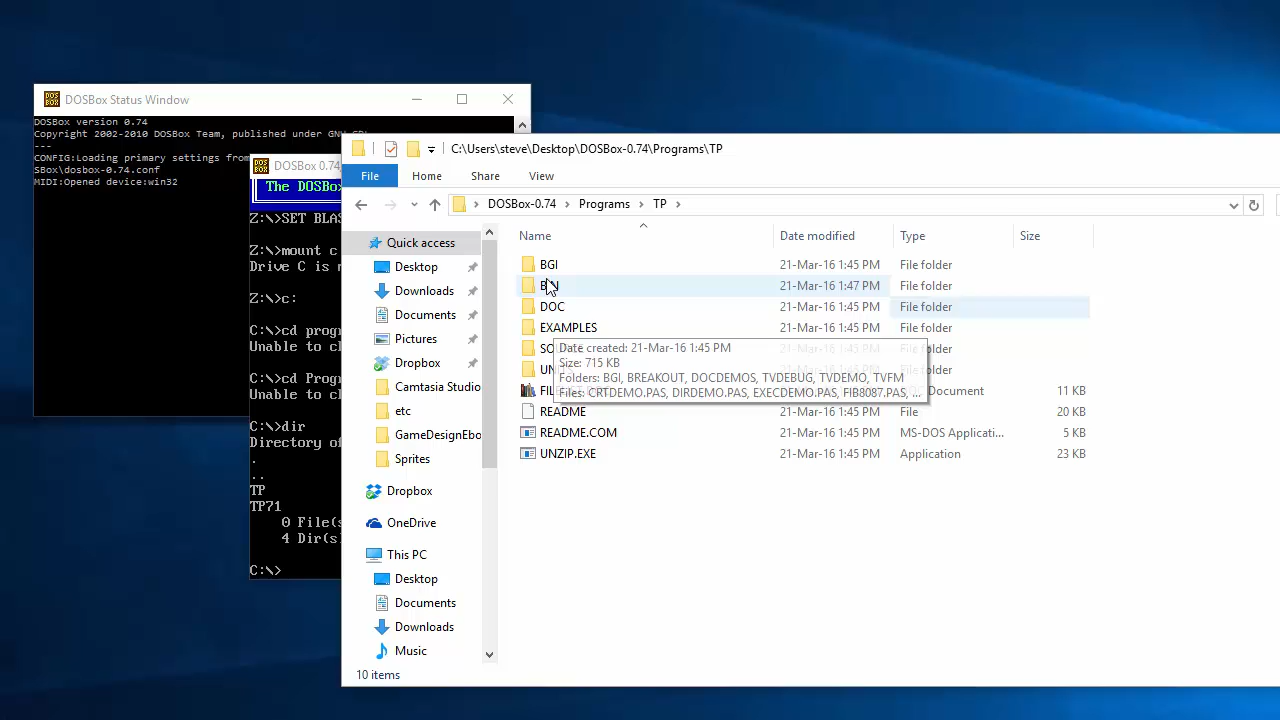 DOSBox Status Window
DOSBox version 0.74
Copyright 2002-2010 DOSBox Team, published under GNU GPL.
---
CONFIG:Loading primary settings from
SBox\dosbox-0.74.conf
MIDI:Opened device:win32
DOSBox 0.74
The DOSBo
Z:\>SET BLAS
Z:\>mount c
Drive C is m
Z:\>c:
C:\>cd prog
Unable to c
C:\>cd Prog
Unable to c
C:\>dir
Directory of
.
..
TP
TP71
0 File(s
4 Dir(s
C:\>
C:\Users\steve\Desktop\DOSBox-0.74\Programs\TP
File Home Share View
DOSBox-0.74 > Programs > TP >
Quick access
Desktop
Downloads
Documents
Pictures
Dropbox
Camtasia Studio
etc
GameDesignEbo
Sprites
Dropbox
OneDrive
This PC
Desktop
Documents
Downloads
Music
Name Date modified Type Size
BGI 21-Mar-16 1:45 PM File folder
21-Mar-16 1:47 PM File folder
DOC 21-Mar-16 1:45 PM File folder
EXAMPLES 21-Mar-16 1:45 PM File folder
SO
UN
FIL
Date created: 21-Mar-16 1:45 PM
Size: 715 KB
Folders: BGI, BREAKOUT, DOCDEMOS, TVDEBUG, TVDEMO, TVFM
Files: CRTDEMO.PAS, DIRDEMO.PAS, EXECDEMO.PAS, FIB8087.PAS, ...
Document 11 KB
README 21-Mar-16 1:45 PM File 20 KB
README.COM 21-Mar-16 1:45 PM MS-DOS Applicati... 5 KB
UNZIP.EXE 21-Mar-16 1:45 PM Application 23 KB
10 items